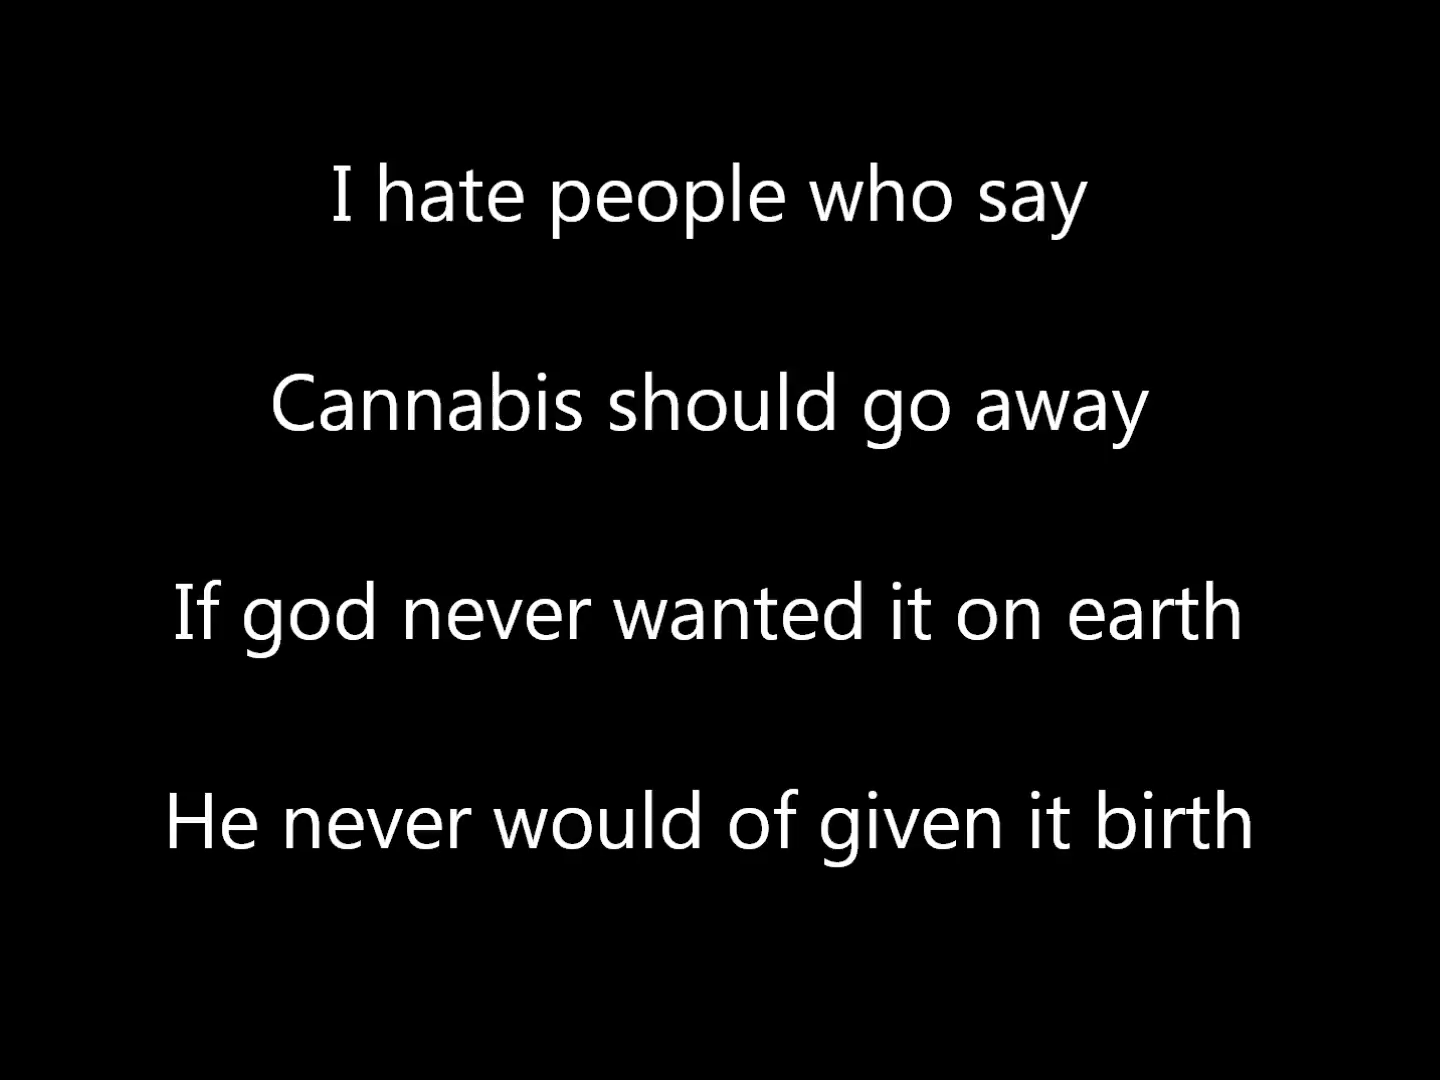 I hate people who say
Cannabis should go away
If god never wanted it on earth
He never would of given it birth